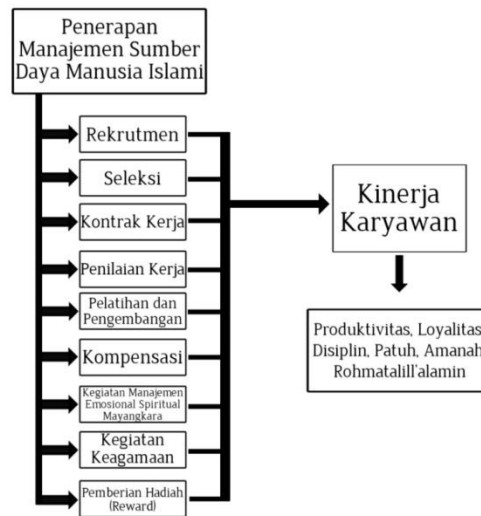 Penerapan
Manajemen Sumber
Daya Manusia Islami
Rekrutmen
Seleksi
Kontrak Kerja
Penilaian Kerja
Pelatihan dan
Pengembangan
Kompensasi
Kegiatan Manajemen
Emosional Spiritual
Mayangkara
Kegiatan
Keagamaan
Pemberian Hadiah
(Reward)
Kinerja
Karyawan
Produktivitas, Loyalitas,
Disiplin, Patuh, Amanah,
Rohmatalill'alamin